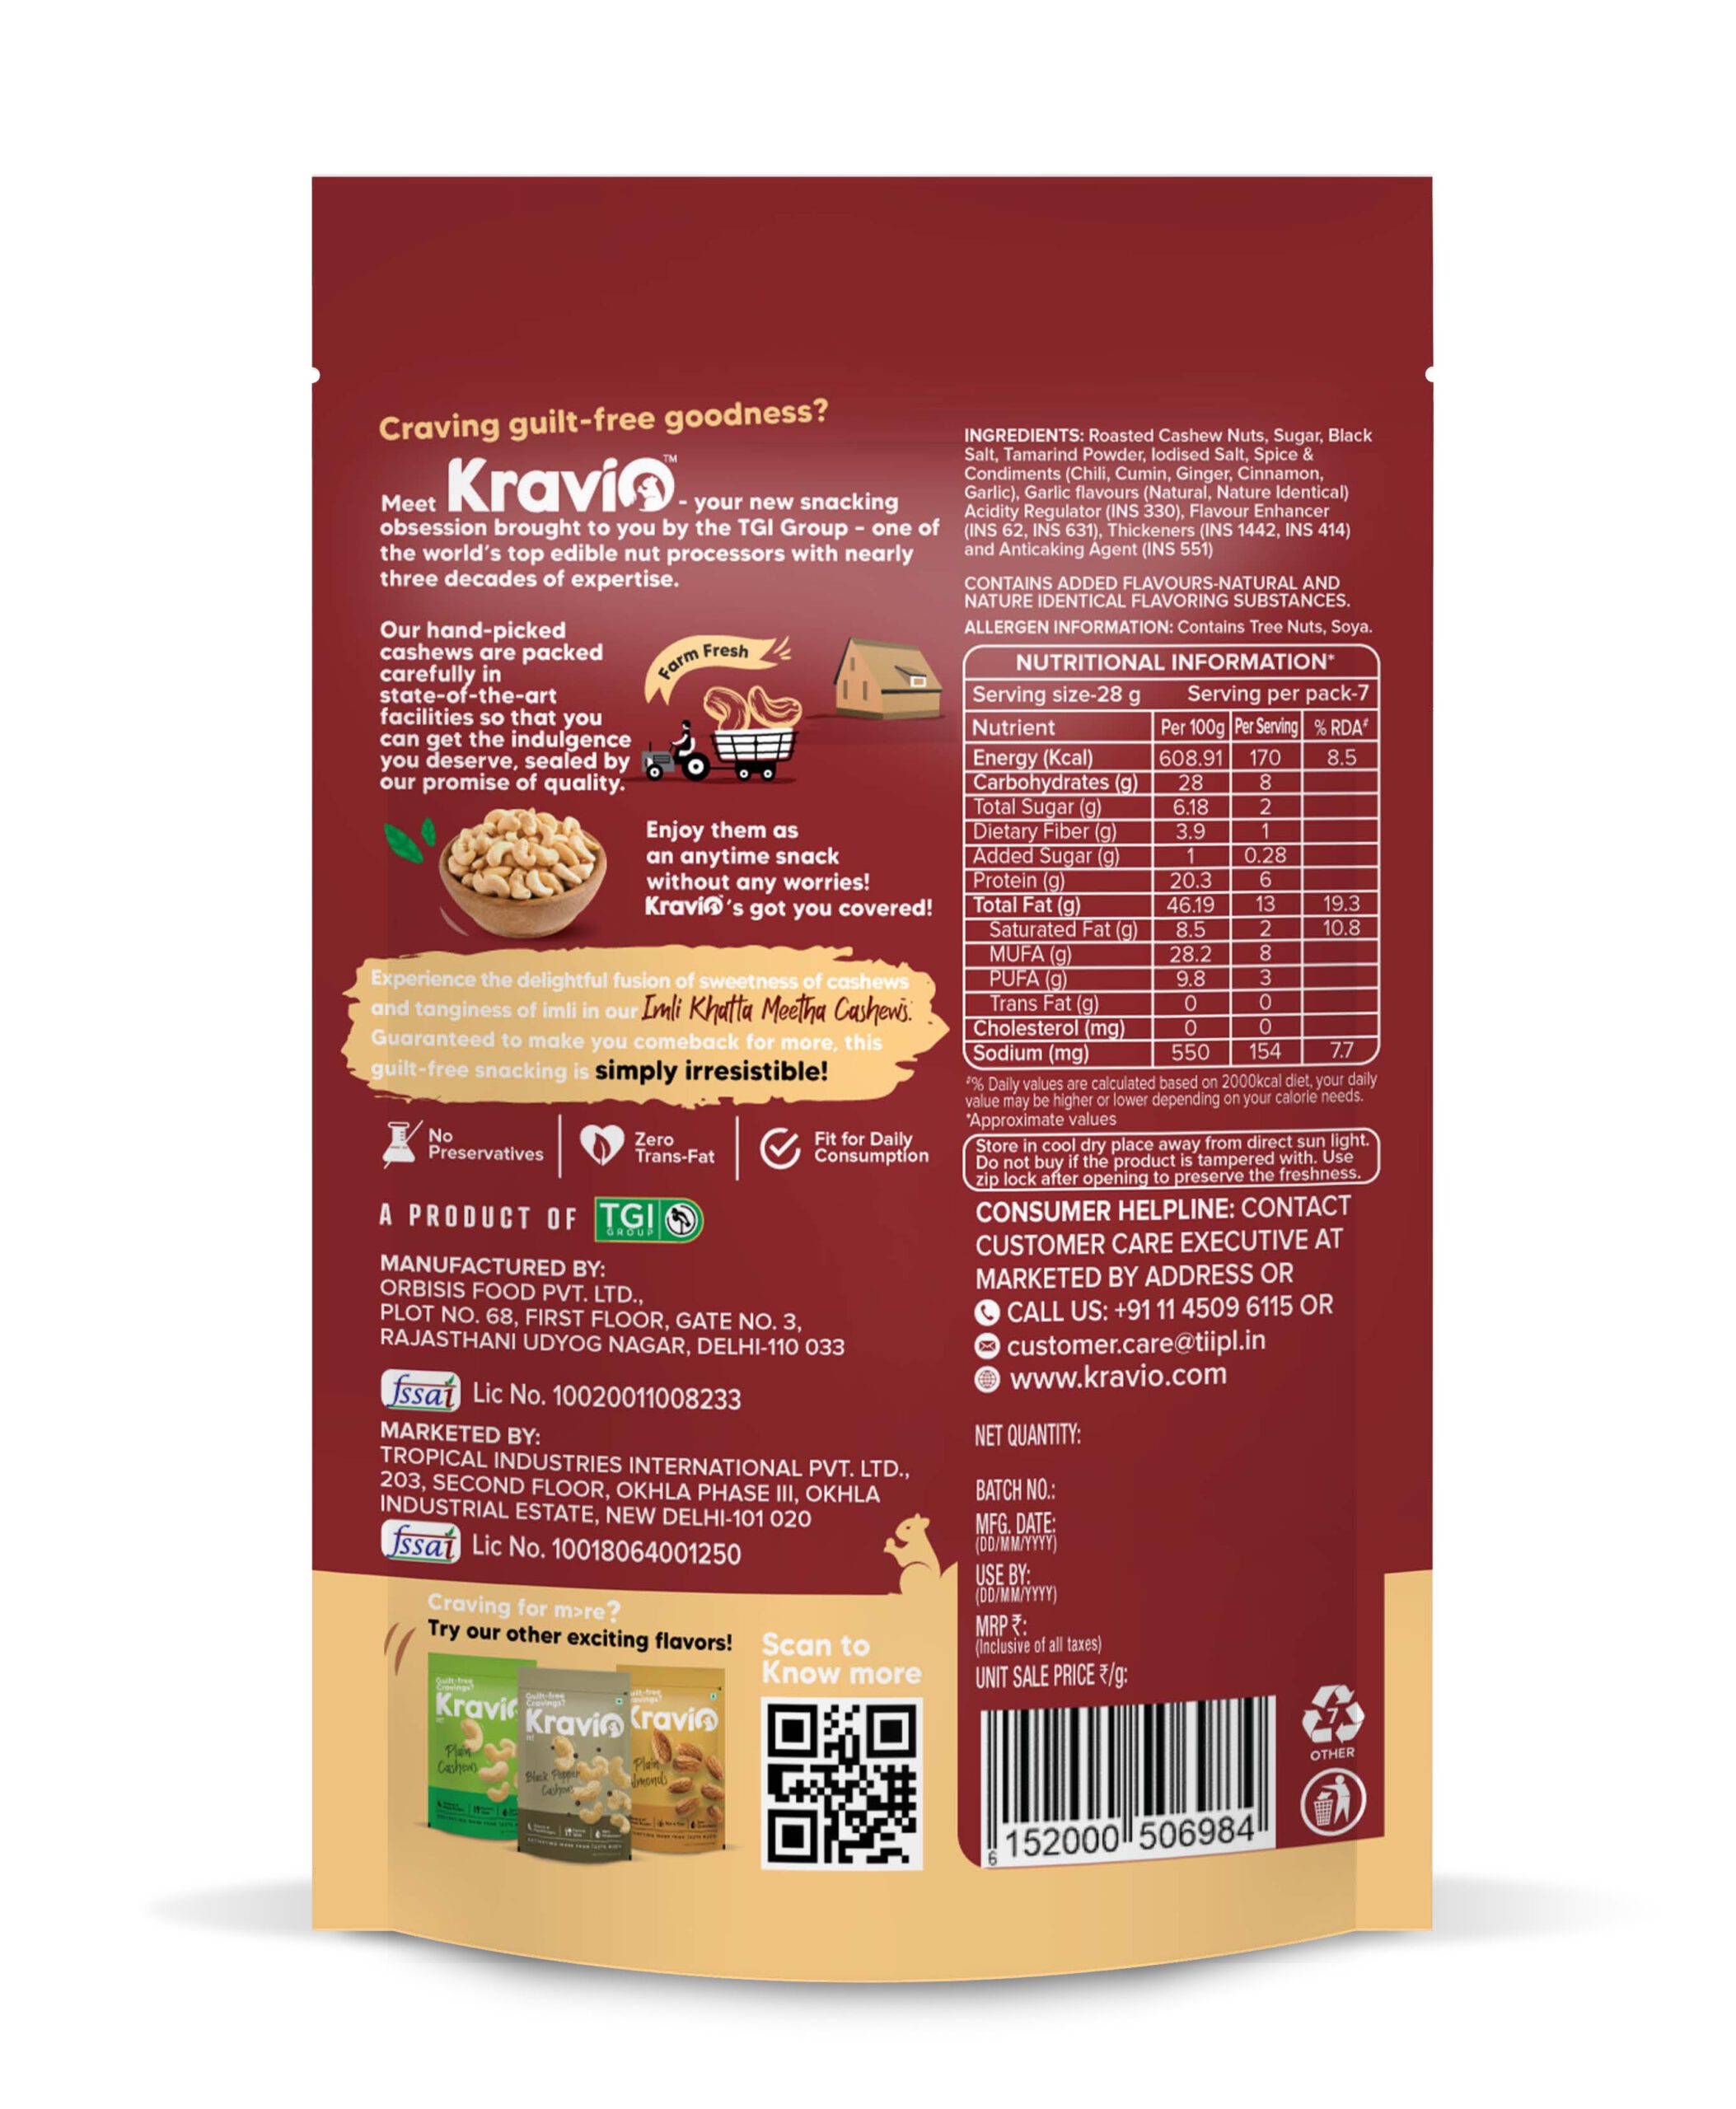 Craving guilt-free goodness?
Meet Kravio™ - your new snacking
obsession brought to you by the TGI Group - one of
the world's top edible nut processors with nearly
three decades of expertise.
Our hand-picked
cashews are packed
carefully in
state-of-the-art
facilities so that you
can get the indulgence
you deserve, sealed by
our promise of quality.
Farm Fresh
Enjoy them as
an anytime snack
without any worries!
Kravio's got you covered!
Experience the delightful fusion of sweetness of cashews
and tanginess of imli in our Imli Khatta Meetha Cashews.
Guaranteed to make you comeback for more, this
guilt-free snacking is simply irresistible!
No
Preservatives
Zero
Trans-Fat
Fit for Daily
Consumption
A PRODUCT OF TGI GROUP
MANUFACTURED BY:
ORBISIS FOOD PVT. LTD.,
PLOT NO. 68, FIRST FLOOR, GATE NO. 3,
RAJASTHANI UDYOG NAGAR, DELHI-110 033
fssai Lic No. 10020011008233
MARKETED BY:
TROPICAL INDUSTRIES INTERNATIONAL PVT. LTD.,
203, SECOND FLOOR, OKHLA PHASE III, OKHLA
INDUSTRIAL ESTATE, NEW DELHI-101 020
fssai Lic No. 10018064001250
Craving for m>re?
Try our other exciting flavors!
Guilt-free
Cravings?
Kravio
Plain
Cashews
Guilt-free
Cravings?
Kravio
Black Pepper
Cashews
Kravio
Plain
Almonds
Scan to
Know more
INGREDIENTS: Roasted Cashew Nuts, Sugar, Black
Salt, Tamarind Powder, Iodised Salt, Spice &
Condiments (Chili, Cumin, Ginger, Cinnamon,
Garlic), Garlic flavours (Natural, Nature Identical)
Acidity Regulator (INS 330), Flavour Enhancer
(INS 62, INS 631), Thickeners (INS 1442, INS 414)
and Anticaking Agent (INS 551)
CONTAINS ADDED FLAVOURS-NATURAL AND
NATURE IDENTICAL FLAVORING SUBSTANCES.
ALLERGEN INFORMATION: Contains Tree Nuts, Soya.
NUTRITIONAL INFORMATION*
Serving size-28 g Serving per pack-7
Nutrient Per 100g Per Serving % RDA#
Energy (Kcal) 608.91 170 8.5
Carbohydrates (g) 28 8
Total Sugar (g) 6.18 2
Dietary Fiber (g) 3.9 1
Added Sugar (g) 1 0.28
Protein (g) 20.3 6
Total Fat (g) 46.19 13 19.3
Saturated Fat (g) 8.5 2 10.8
MUFA (g) 28.2 8
PUFA (g) 9.8 3
Trans Fat (g) 0 0
Cholesterol (mg) 0 0
Sodium (mg) 550 154 7.7
#% Daily values are calculated based on 2000kcal diet, your daily
value may be higher or lower depending on your calorie needs.
*Approximate values
Store in cool dry place away from direct sun light.
Do not buy if the product is tampered with. Use
zip lock after opening to preserve the freshness.
CONSUMER HELPLINE: CONTACT
CUSTOMER CARE EXECUTIVE AT
MARKETED BY ADDRESS OR
CALL US: +91 11 4509 6115 OR
customer.care@tiipl.in
www.kravio.com
NET QUANTITY:
BATCH NO.:
MFG. DATE:
(DD/MM/YYYY)
USE BY:
(DD/MM/YYYY)
MRP ₹:
(Inclusive of all taxes)
UNIT SALE PRICE ₹/g:
6 152000 506984
7
OTHER